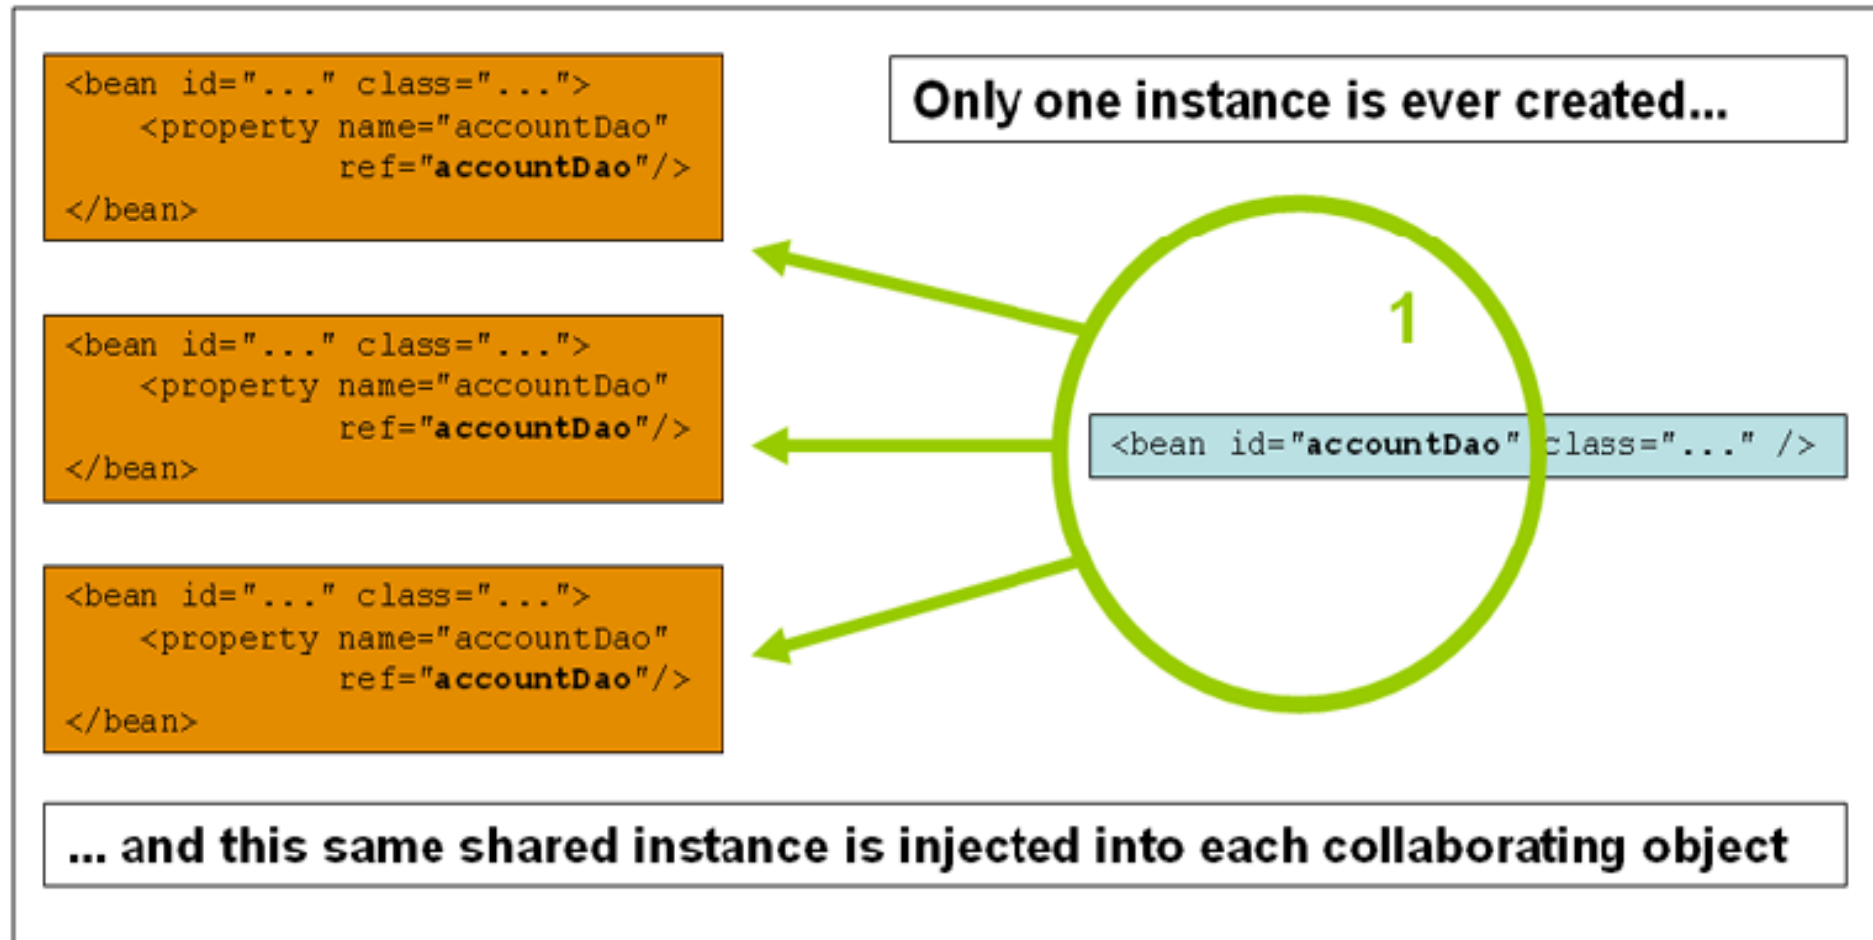 <bean id="..." class="...">
<property name="accountDao"
ref="accountDao"/>
</bean>
Only one instance is ever created...
1
<bean id="..." class="...">
<property name="accountDao"
ref="accountDao"/>
</bean>
<bean id="accountDao" class="..." />
<bean id="..." class="...">
<property name="accountDao"
ref="accountDao"/>
</bean>
... and this same shared instance is injected into each collaborating object